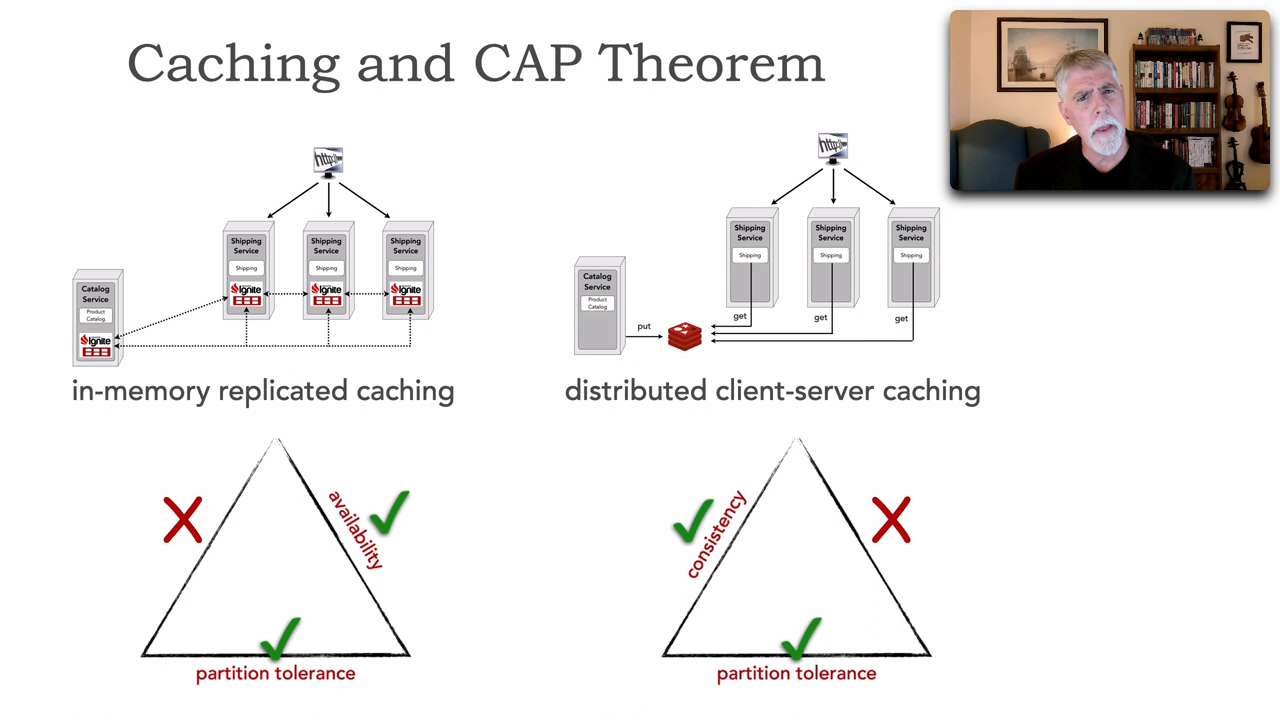 Caching and CAP Theorem
http://
Shipping
Service
Shipping
Ignite
Shipping
Service
Shipping
Ignite
Shipping
Service
Shipping
Ignite
Catalog
Service
Product
Catalog
Ignite
in-memory replicated caching
availability
partition tolerance
http://
Shipping
Service
Shipping
Shipping
Service
Shipping
Shipping
Service
Shipping
Catalog
Service
Product
Catalog
put
get
get
get
distributed client-server caching
consistency
partition tolerance